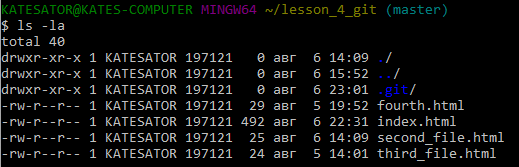 KATESATOR@KATES-COMPUTER MINGW64 ~/lesson_4_git (master)
$ ls -la
total 40
drwxr-xr-x 1 KATESATOR 197121   0 авг  6 14:09 ./
drwxr-xr-x 1 KATESATOR 197121   0 авг  6 15:52 ../
drwxr-xr-x 1 KATESATOR 197121   0 авг  6 23:01 .git/
-rw-r--r-- 1 KATESATOR 197121  29 авг  5 19:52 fourth.html
-rw-r--r-- 1 KATESATOR 197121 492 авг  6 22:31 index.html
-rw-r--r-- 1 KATESATOR 197121  25 авг  6 14:09 second_file.html
-rw-r--r-- 1 KATESATOR 197121  24 авг  5 14:01 third_file.html